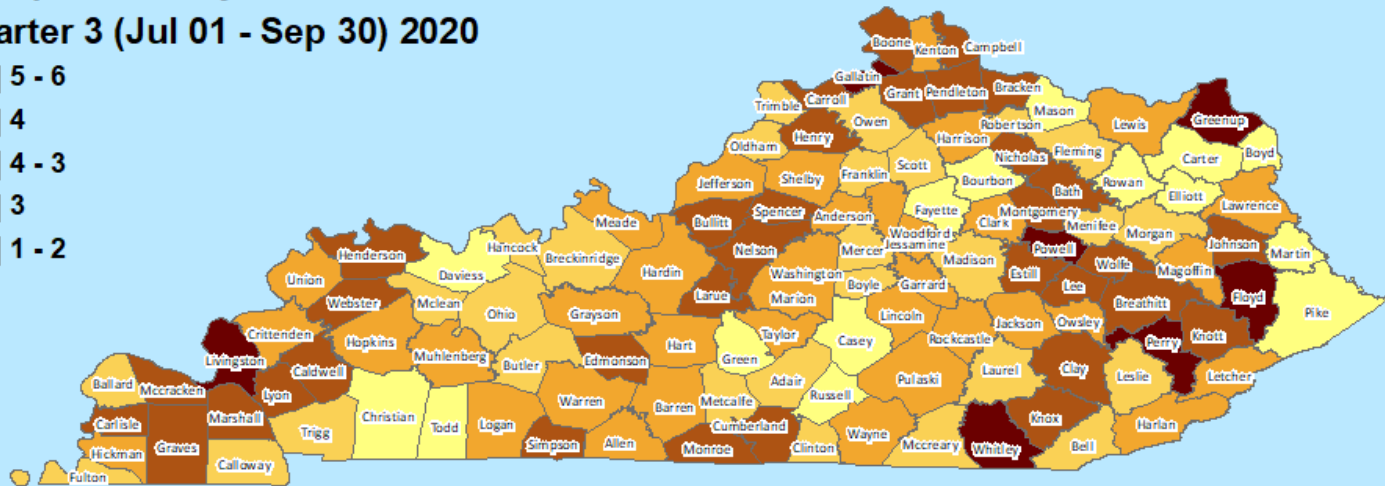 arter 3 (Jul 01 - Sep 30) 2020
5 - 6
4
4 - 3
3
1 - 2
Boone Kenton Campbell
Gallatin
Trimble Carroll Grant Pendleton Bracken
Mason
Owen Robertson Lewis Greenup
Henry Harrison
Oldham Fleming
Nicholas Carter Boyd
Scott
Jefferson Shelby Franklin Bourbon Bath Rowan
Elliott
Bullitt Spencer Anderson Fayette Montgomery Lawrence
Meade Clark Menifee
Woodford Morgan
Hancock Nelson Mercer Jessamine Powell Johnson Martin
Henderson Breckinridge Madison
Daviess Hardin Washington Estill Wolfe Magoffin
Union Boyle Garrard Lee
Webster Mclean Larue Marion Breathitt Floyd
Ohio Grayson Lincoln Jackson Owsley Pike
Crittenden Taylor Rockcastle Knott
Hopkins Hart Casey Perry
Livingston Muhlenberg Edmonson Green
Caldwell Butler Laurel Clay Leslie Letcher
Ballard Mccracken Adair Pulaski
Lyon Metcalfe Russell
Warren Barren
Marshall Christian Knox
Carlisle Todd Logan Cumberland Harlan
Trigg Wayne
Graves Simpson Allen Monroe Clinton Mccreary Whitley Bell
Hickman Calloway
Fulton